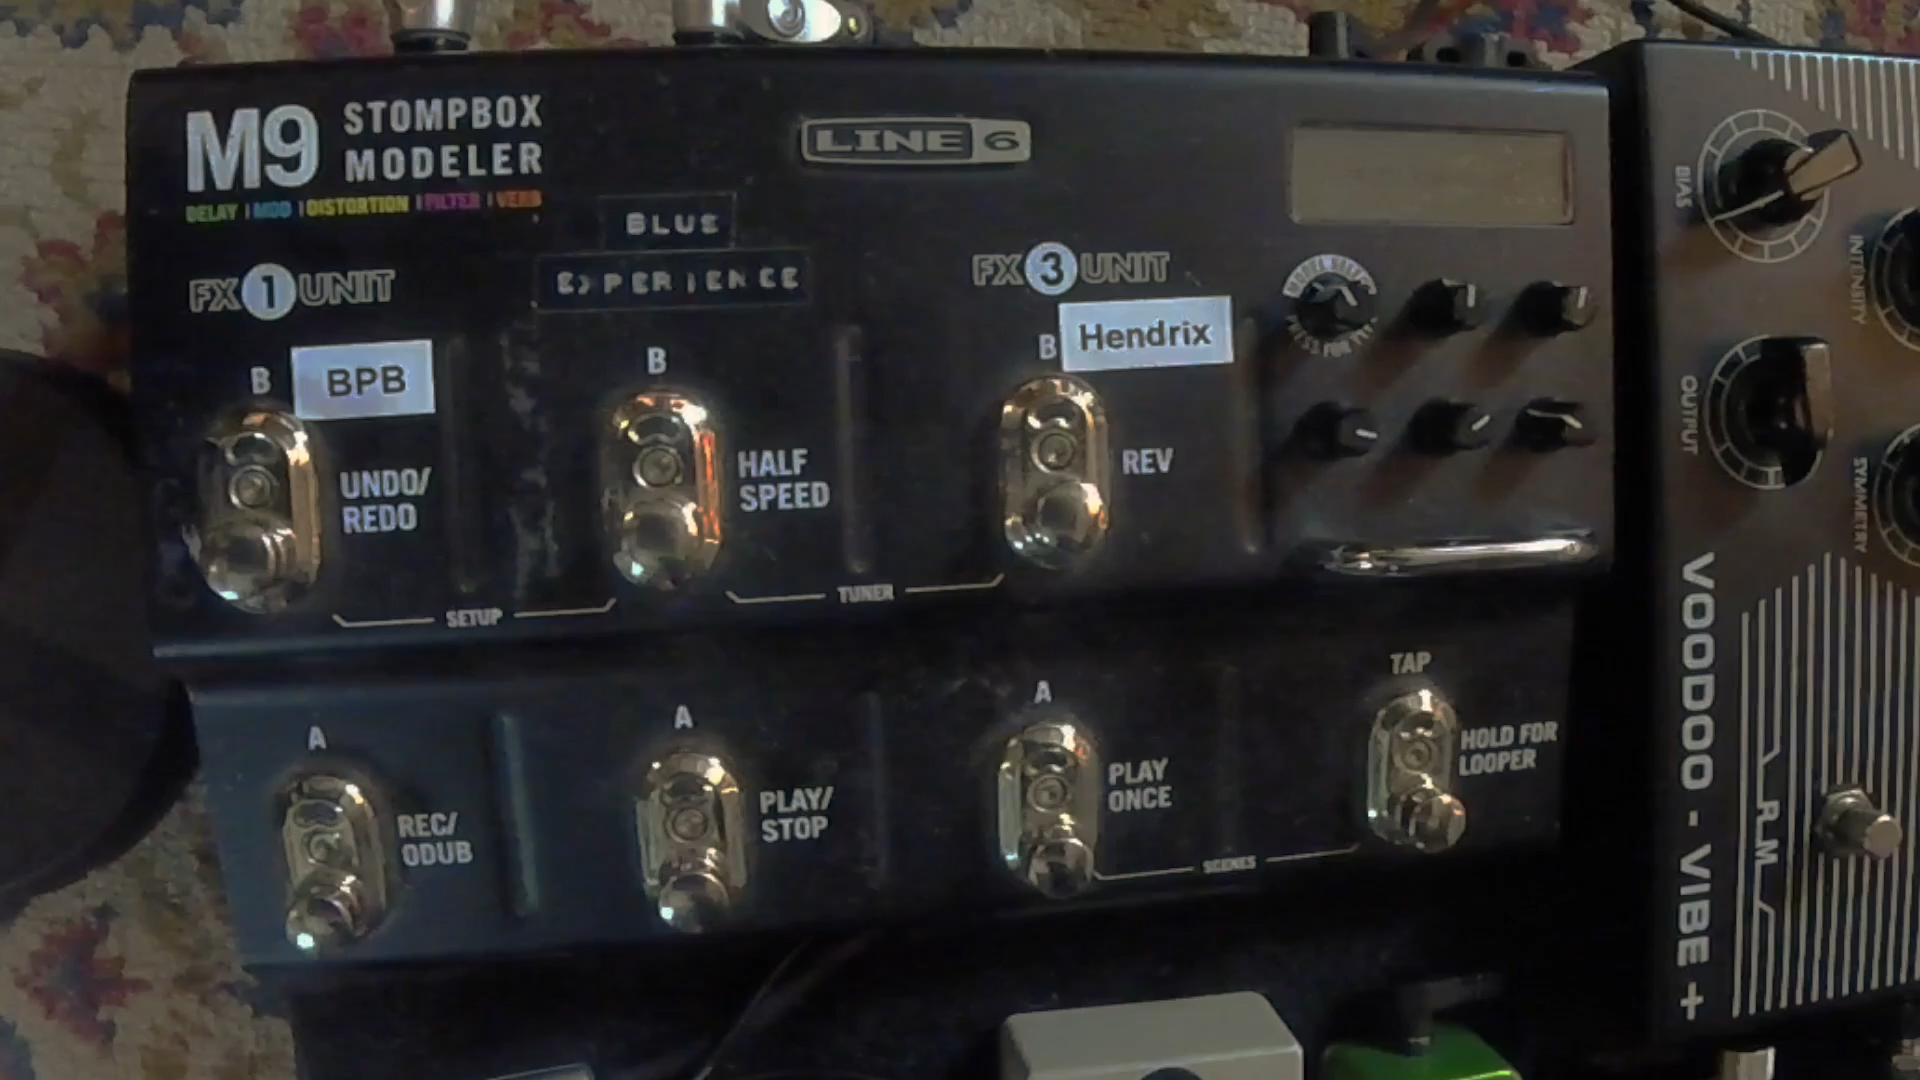 M9 STOMPBOX
MODELER
DELAY | MOD | DISTORTION | FILTER | VERB
LINE 6
BLUE
EXPERIENCE
FX 1 UNIT
FX 3 UNIT
B BPB
B
B Hendrix
UNDO/
REDO
HALF
SPEED
REV
SETUP
TUNER
A
A
A
TAP
REC/
ODUB
PLAY/
STOP
PLAY
ONCE
HOLD FOR
LOOPER
SCENES
BIAS
INTENSITY
OUTPUT
SYMMETRY
VOODOO - VIBE +
R.M.